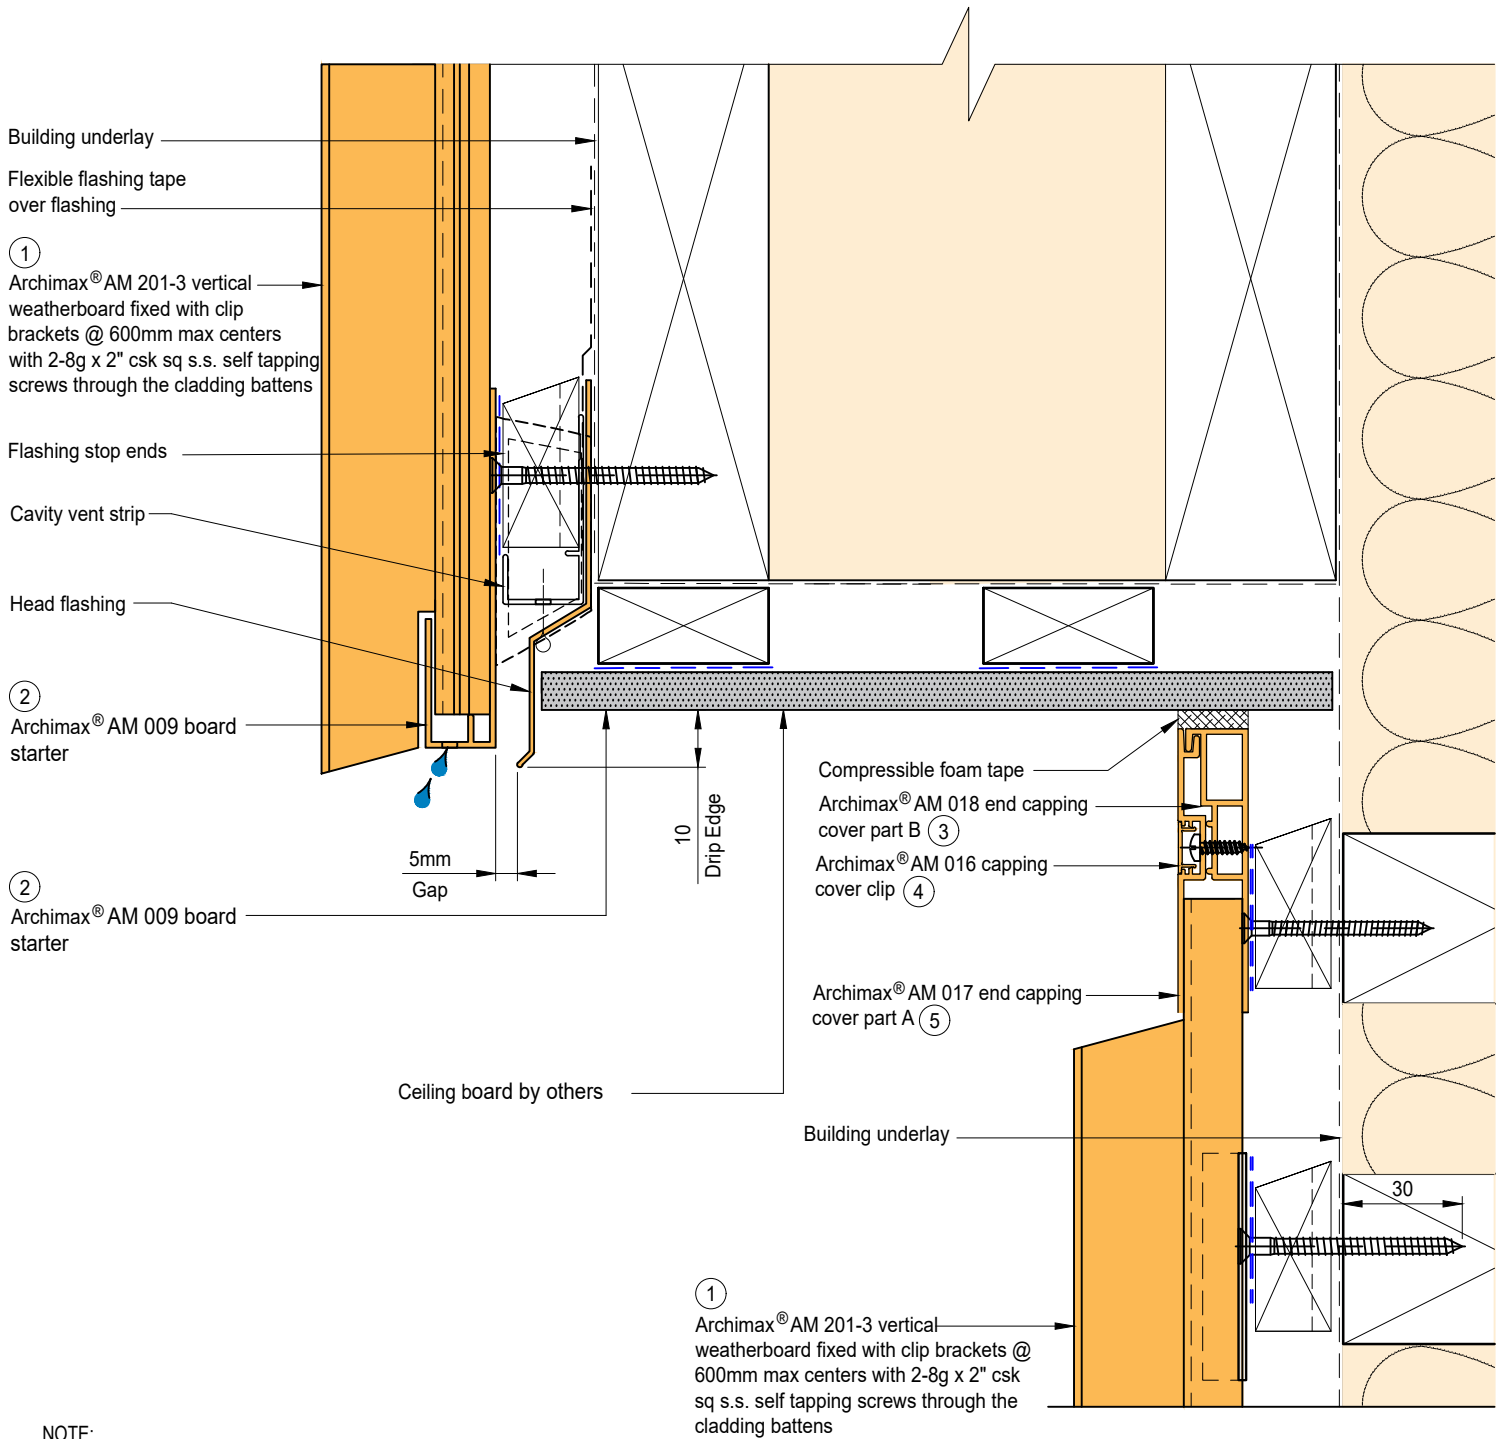 Building underlay
Flexible flashing tape
over flashing
1
Archimax® AM 201-3 vertical
weatherboard fixed with clip
brackets @ 600mm max centers
with 2-8g x 2" csk sq s.s. self tapping
screws through the cladding battens
Flashing stop ends
Cavity vent strip
Head flashing
2
Archimax® AM 009 board
starter
5mm
Gap
10
Drip Edge
2
Archimax® AM 009 board
starter
Compressible foam tape
Archimax® AM 018 end capping
cover part B 3
Archimax® AM 016 capping
cover clip 4
Archimax® AM 017 end capping
cover part A 5
Ceiling board by others
Building underlay
30
1
Archimax® AM 201-3 vertical
weatherboard fixed with clip brackets @
600mm max centers with 2-8g x 2" csk
sq s.s. self tapping screws through the
cladding battens
NOTE: